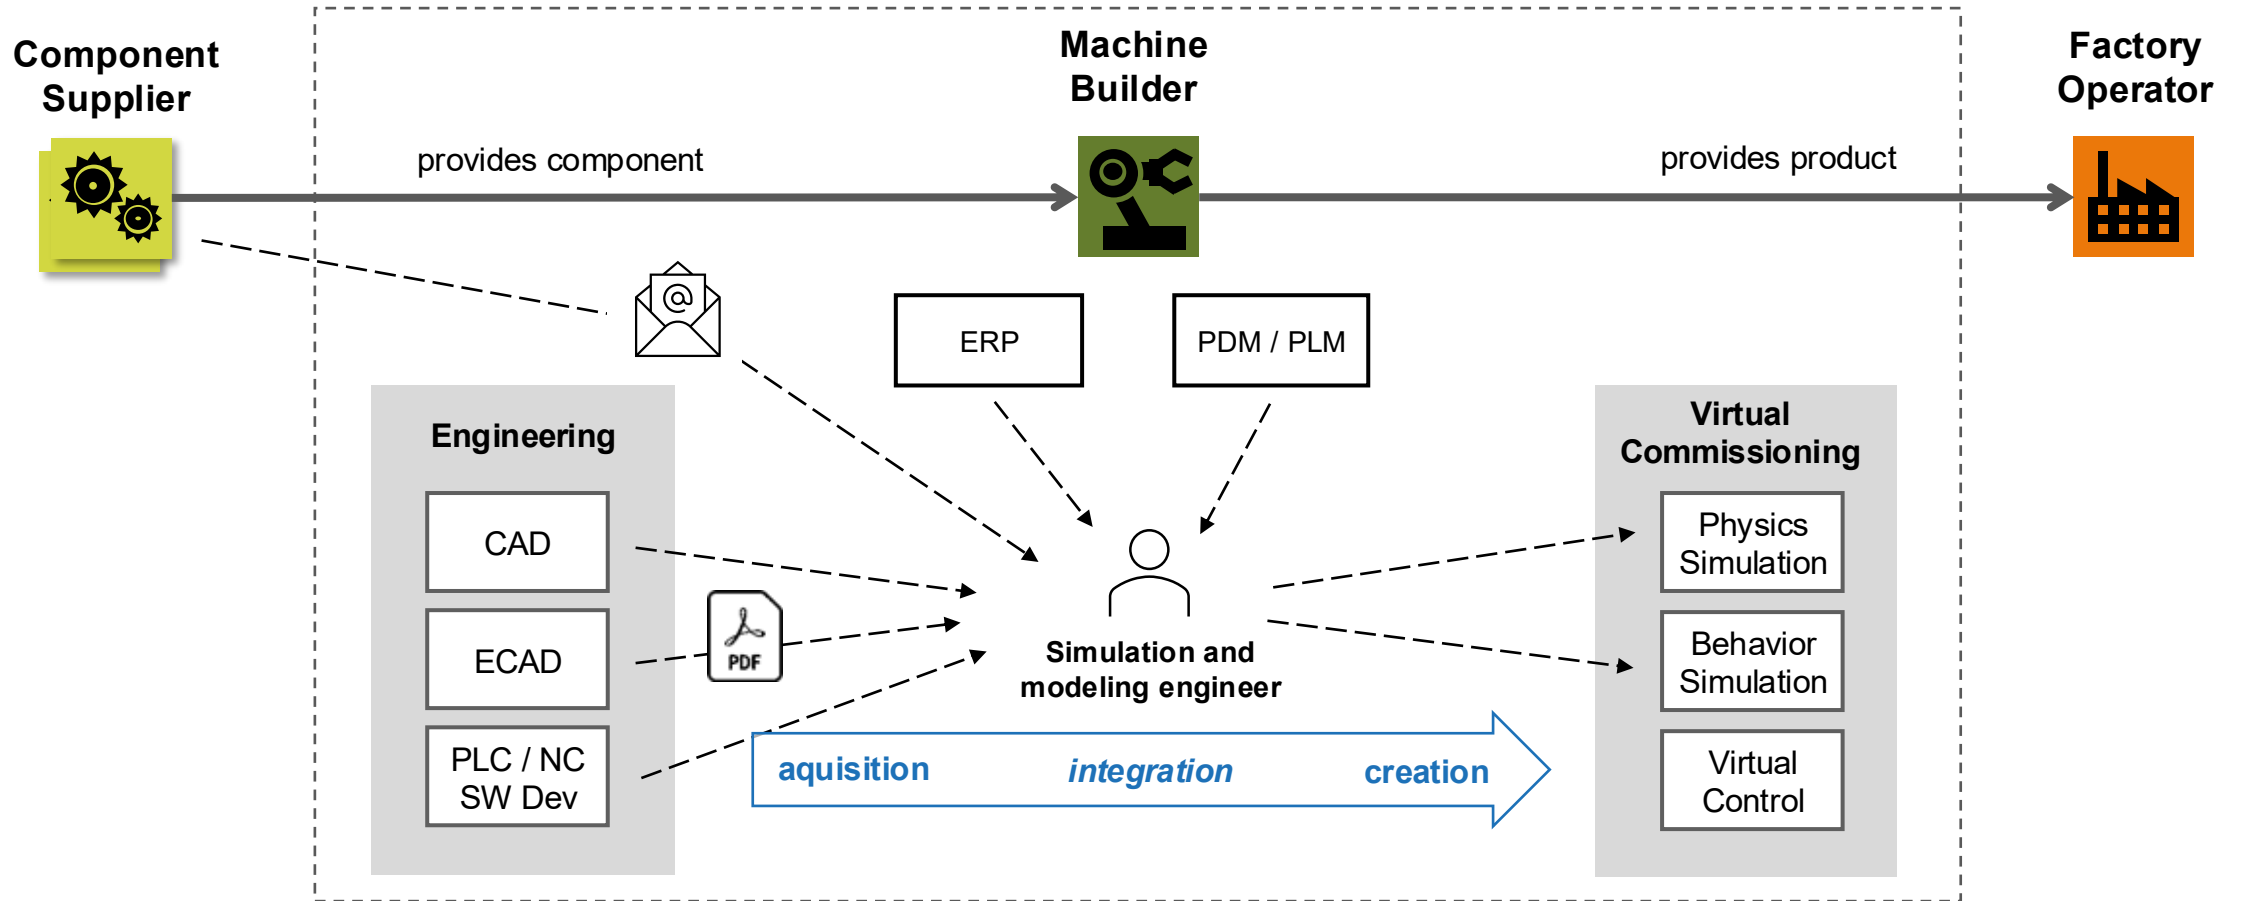 Component
Supplier
Machine
Builder
Factory
Operator
provides component
provides product
@
ERP
PDM / PLM
Engineering
CAD
ECAD
PLC / NC
SW Dev
PDF
Simulation and
modeling engineer
aquisition
integration
creation
Virtual
Commissioning
Physics
Simulation
Behavior
Simulation
Virtual
Control